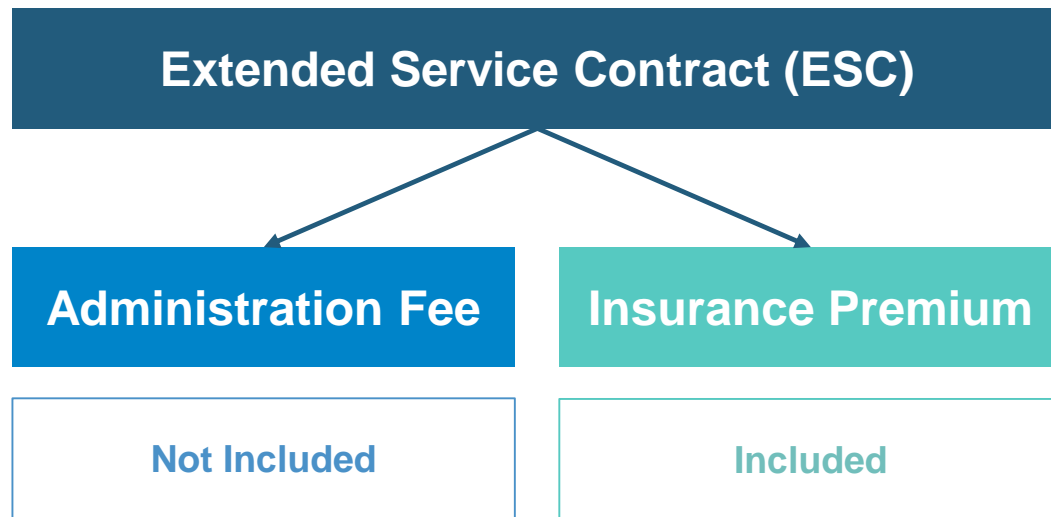 Extended Service Contract (ESC)
Administration Fee
Insurance Premium
Not Included
Included